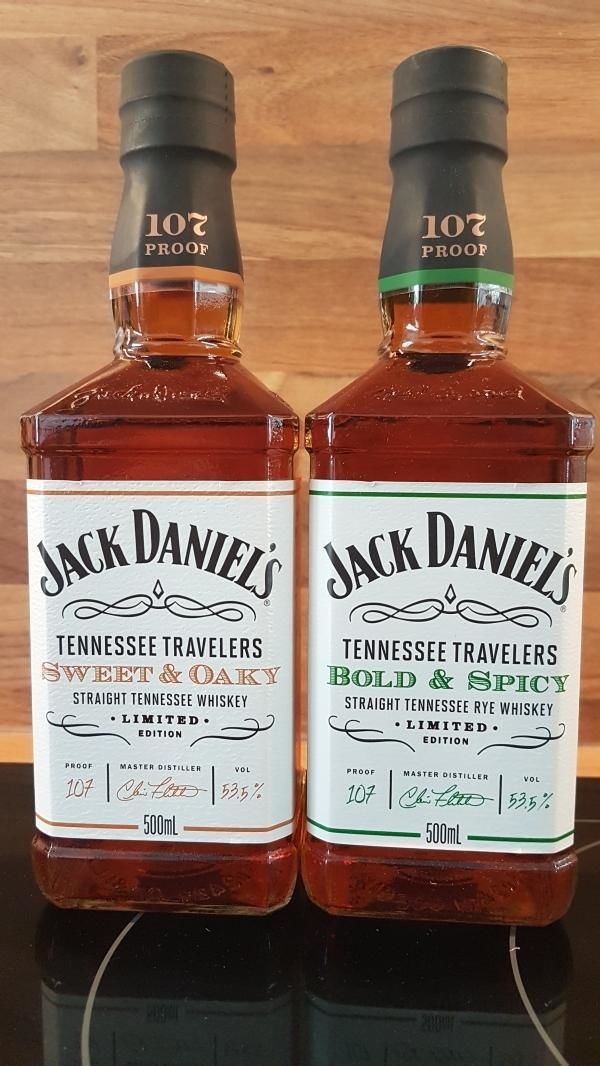 107
PROOF
JACK DANIEL'S
®
TENNESSEE TRAVELERS
SWEET & OAKY
STRAIGHT TENNESSEE WHISKEY
• LIMITED •
EDITION
PROOF
107
MASTER DISTILLER
VOL
53.5%
500mL
107
PROOF
JACK DANIEL'S
®
TENNESSEE TRAVELERS
BOLD & SPICY
STRAIGHT TENNESSEE RYE WHISKEY
• LIMITED •
EDITION
PROOF
107
MASTER DISTILLER
VOL
53.5%
500mL